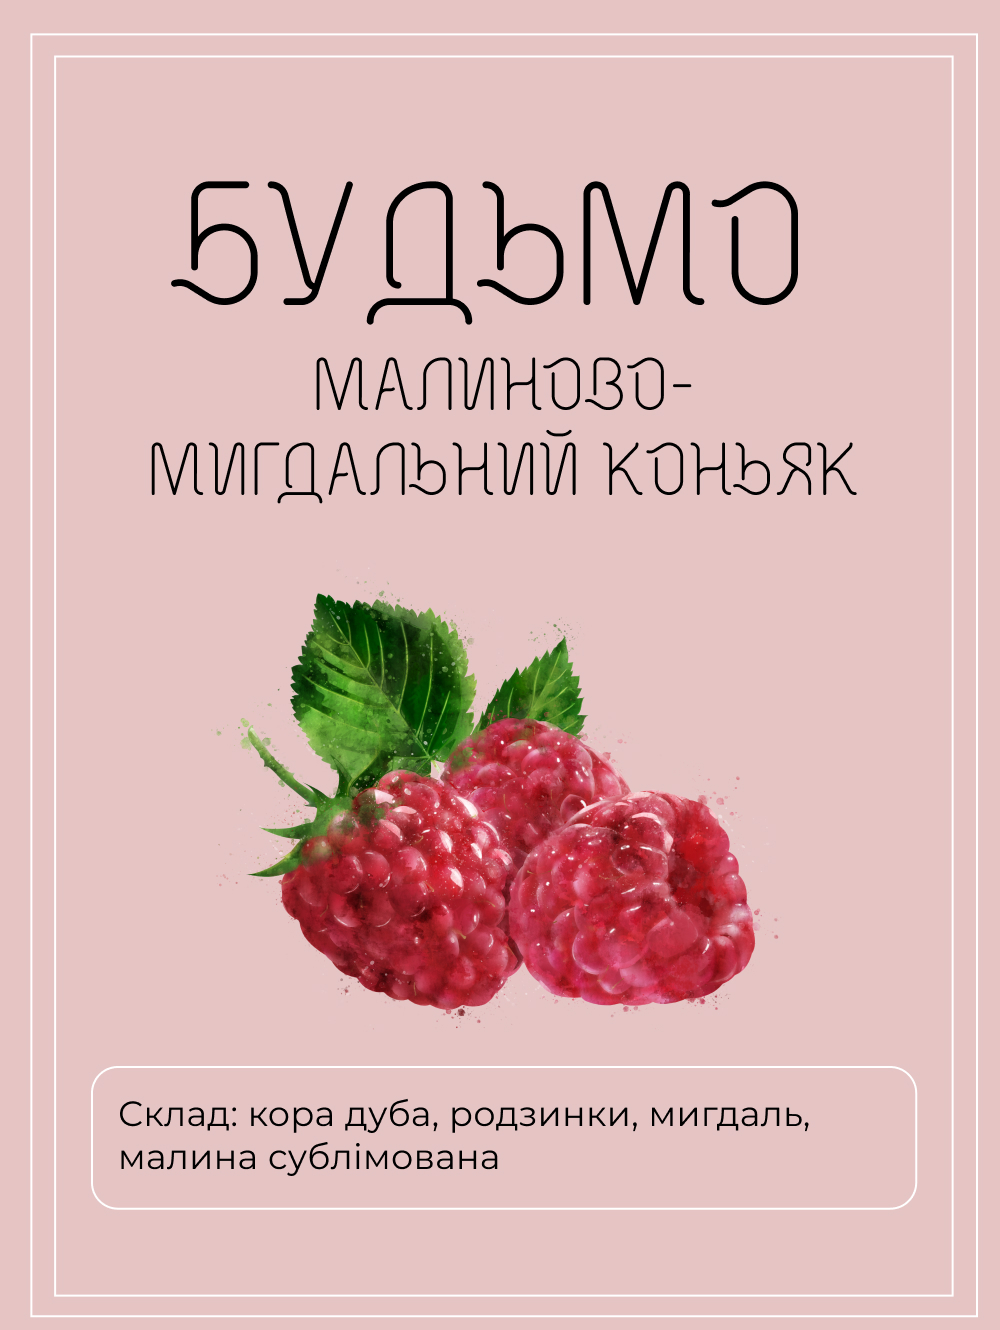 БУДЬМО
МАЛИНОВО-
МИГДАЛЬНИЙ КОНЬЯК
Склад: кора дуба, родзинки, мигдаль,
малина сублімована